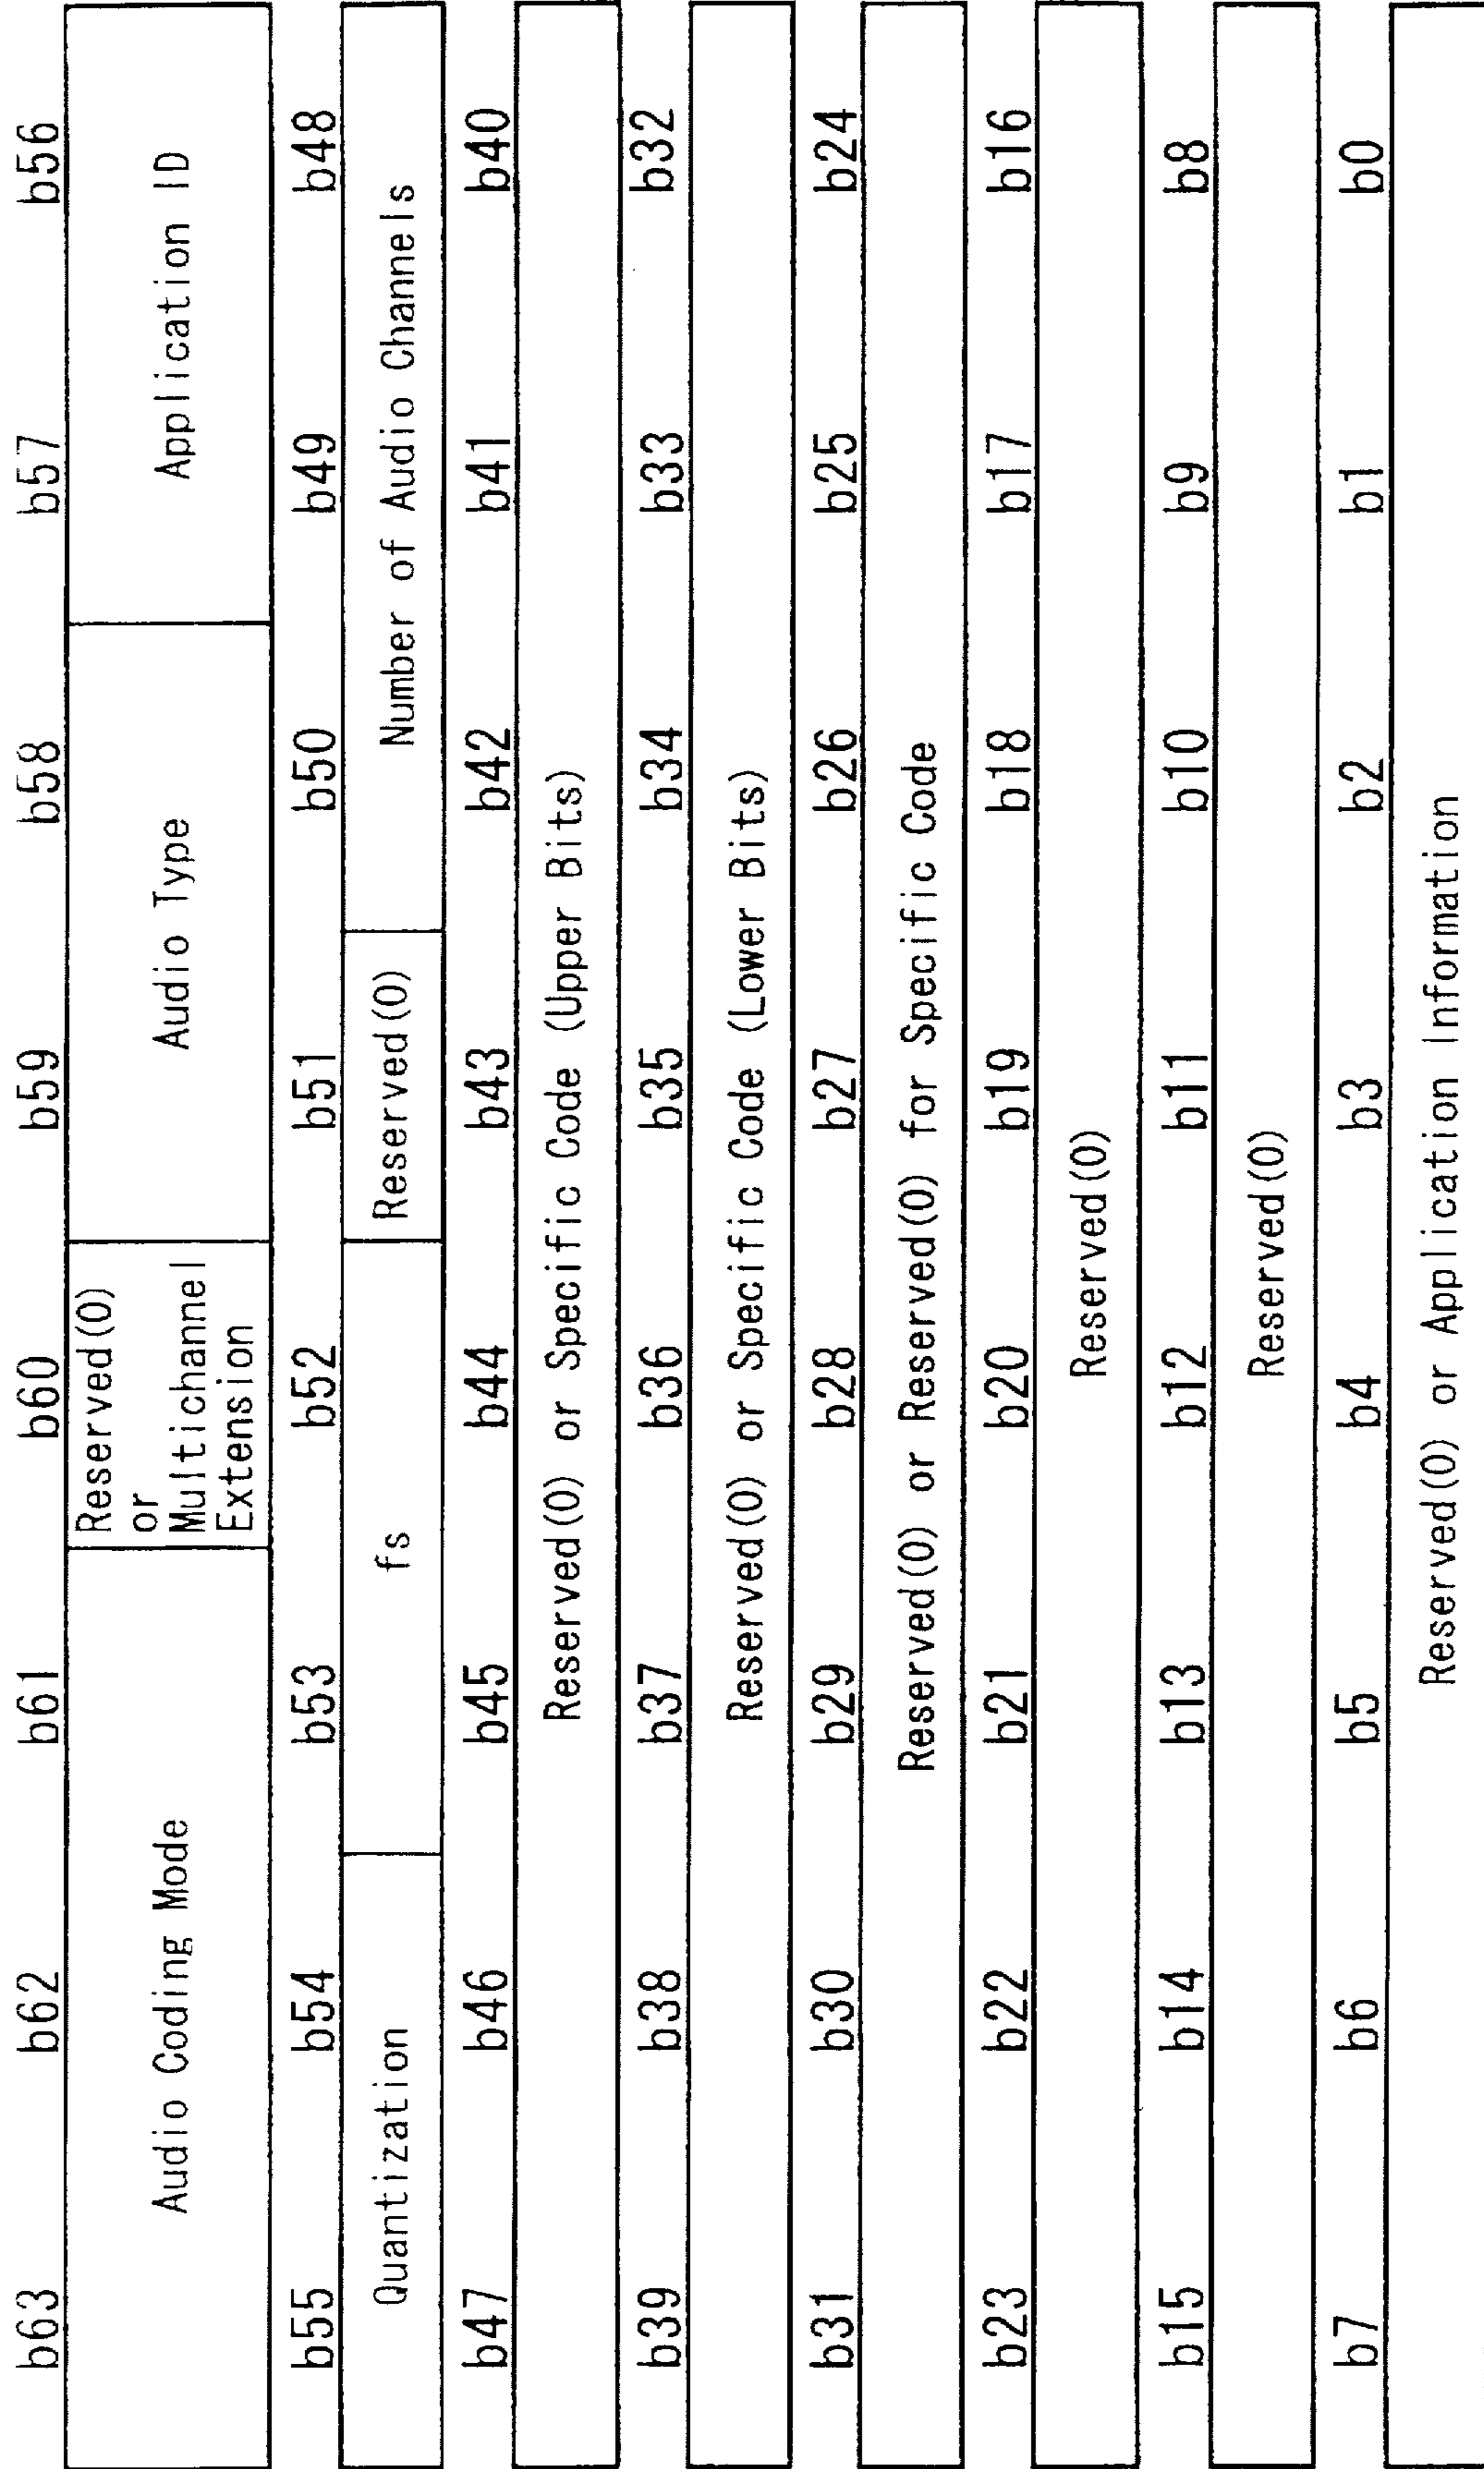 b63 b62 b61 b60 b59 b58 b57 b56
Audio Coding Mode
Reserved(0)
or
Multichannel
Extension
Audio Type
Application ID
b55 b54 b53 b52 b51 b50 b49 b48
Quantization
fs
Reserved(0)
Number of Audio Channels
b47 b46 b45 b44 b43 b42 b41 b40
Reserved(0) or Specific Code (Upper Bits)
b39 b38 b37 b36 b35 b34 b33 b32
Reserved(0) or Specific Code (Lower Bits)
b31 b30 b29 b28 b27 b26 b25 b24
Reserved(0) or Reserved(0) for Specific Code
b23 b22 b21 b20 b19 b18 b17 b16
Reserved(0)
b15 b14 b13 b12 b11 b10 b9 b8
Reserved(0)
b7 b6 b5 b4 b3 b2 b1 b0
Reserved(0) or Application Information